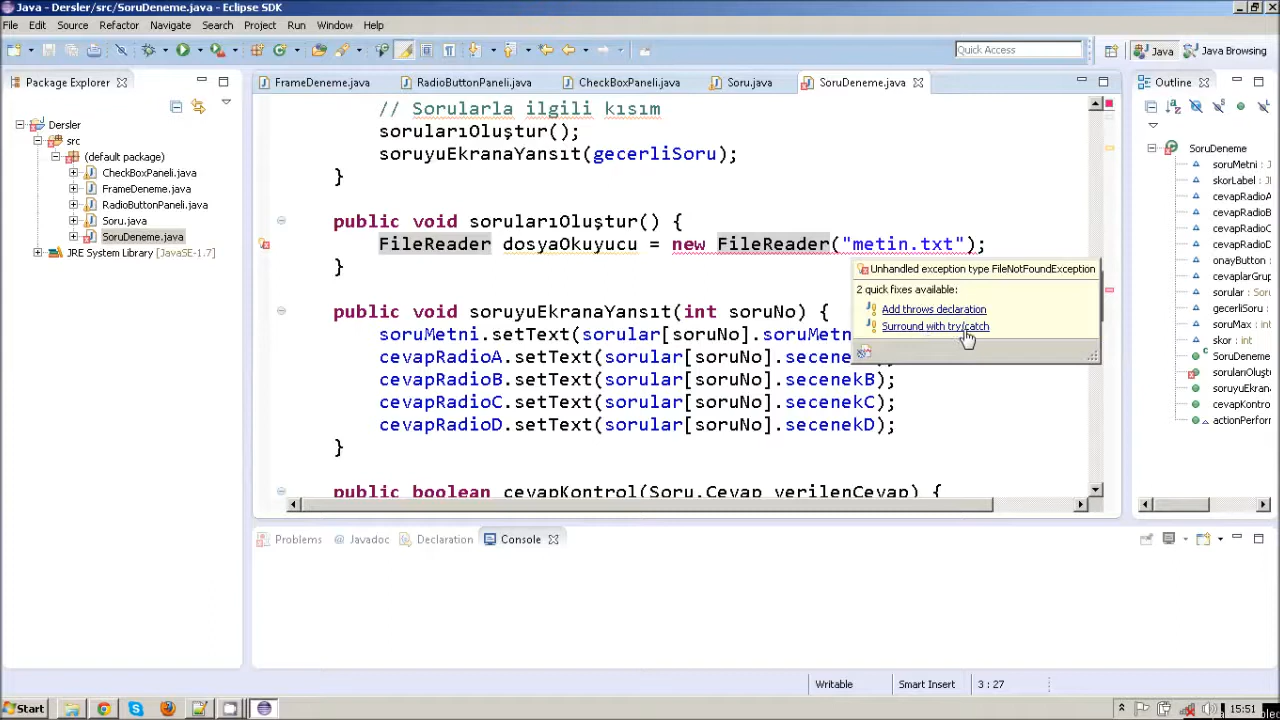 Java - Dersler/src/SoruDeneme.java - Eclipse SDK
File Edit Source Refactor Navigate Search Project Run Window Help
Quick Access
Java
Java Browsing
Package Explorer
Dersler
src
(default package)
CheckBoxPaneli.java
FrameDeneme.java
RadioButtonPaneli.java
Soru.java
SoruDeneme.java
JRE System Library [JavaSE-1.7]
FrameDeneme.java RadioButtonPaneli.java CheckBoxPaneli.java Soru.java SoruDeneme.java
// Sorularla ilgili kısım
sorularıOluştur();
soruyuEkranaYansıt(gecerliSoru);
}
public void sorularıOluştur() {
FileReader dosyaOkuyucu = new FileReader("metin.txt");
}
Unhandled exception type FileNotFoundException
2 quick fixes available:
Add throws declaration
Surround with try/catch
public void soruyuEkranaYansıt(int soruNo) {
soruMetni.setText(sorular[soruNo].soruMetn
cevapRadioA.setText(sorular[soruNo].secene
cevapRadioB.setText(sorular[soruNo].secenekB);
cevapRadioC.setText(sorular[soruNo].secenekC);
cevapRadioD.setText(sorular[soruNo].secenekD);
}
public boolean cevapKontrol(Soru.Cevap verilenCevap) {
Outline
SoruDeneme
soruMetni : J
skorLabel : J
cevapRadioA
cevapRadioB
cevapRadioC
cevapRadioD
onayButton :
cevaplarGrup
sorular : Soru
gecerliSoru :
soruMax : int
skor : int
SoruDeneme
sorularıOluşt
soruyuEkrana
cevapKontro
actionPerform
Problems @ Javadoc Declaration Console
Writable Smart Insert 3 : 27
Start
15:51